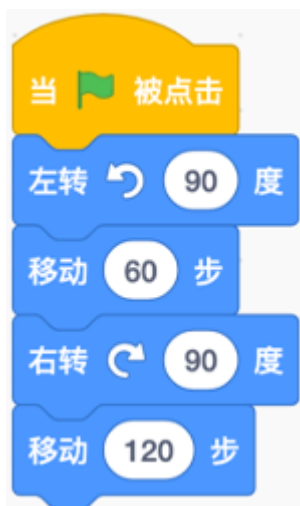 当 被点击
左转 90 度
移动 60 步
右转 90 度
移动 120 步